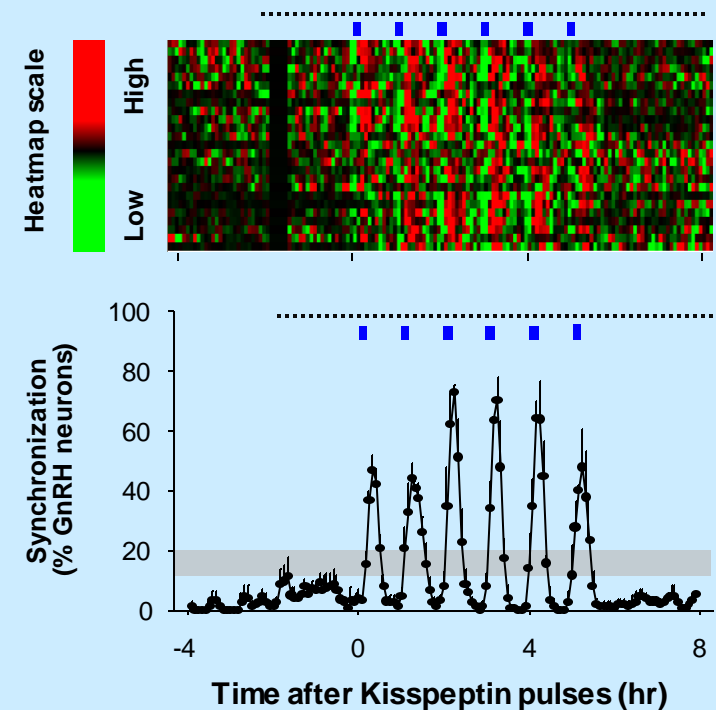 Heatmap scale
High
Low
Synchronization
(% GnRH neurons)
100
80
60
40
20
0
-4
0
4
8
Time after Kisspeptin pulses (hr)